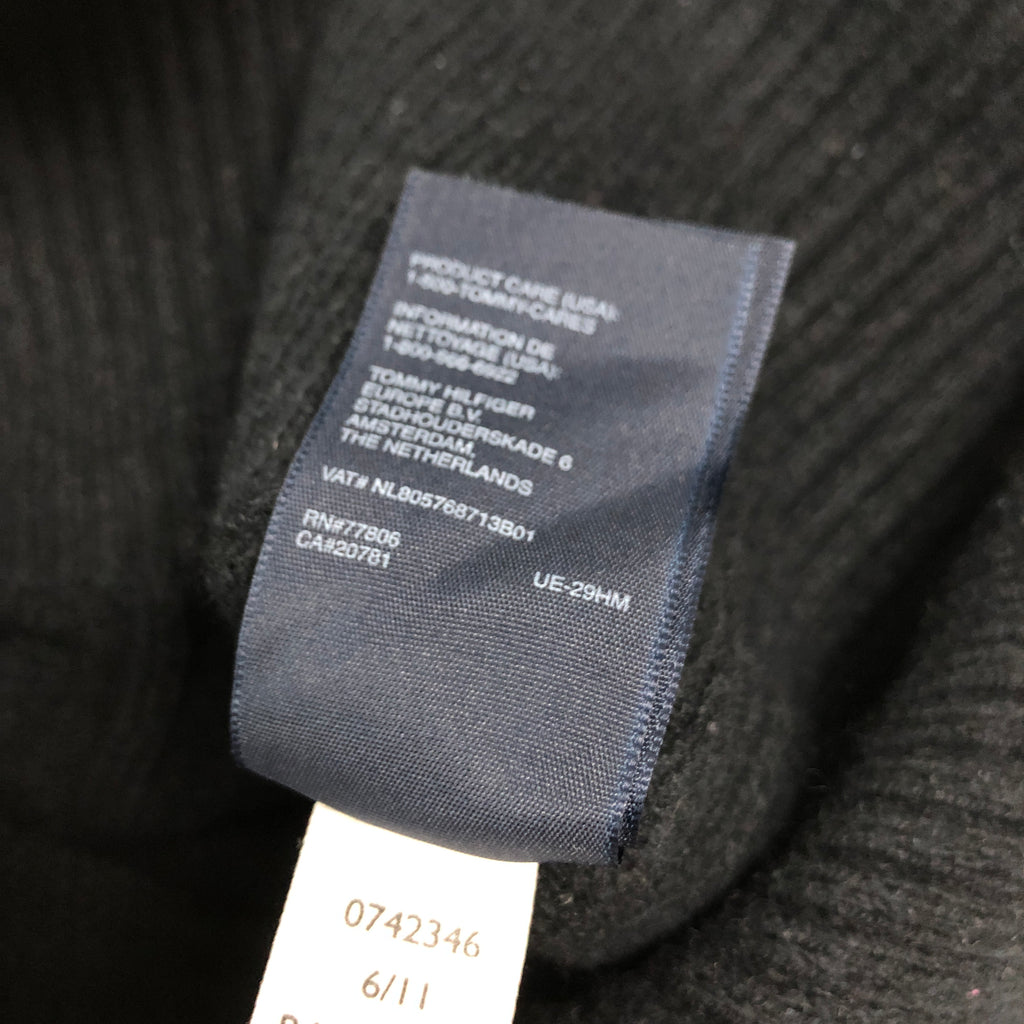 PRODUCT CARE (USA):
1-800-TOMMY-CARES
INFORMATION DE
NETTOYAGE (USA):
TOMMY HILFIGER
EUROPE B.V.
STADHOUDERSKADE 6
AMSTERDAM,
THE NETHERLANDS
VAT# NL805768713B01
RN#77806
CA#20781
UE-29HM
0742346
6/11